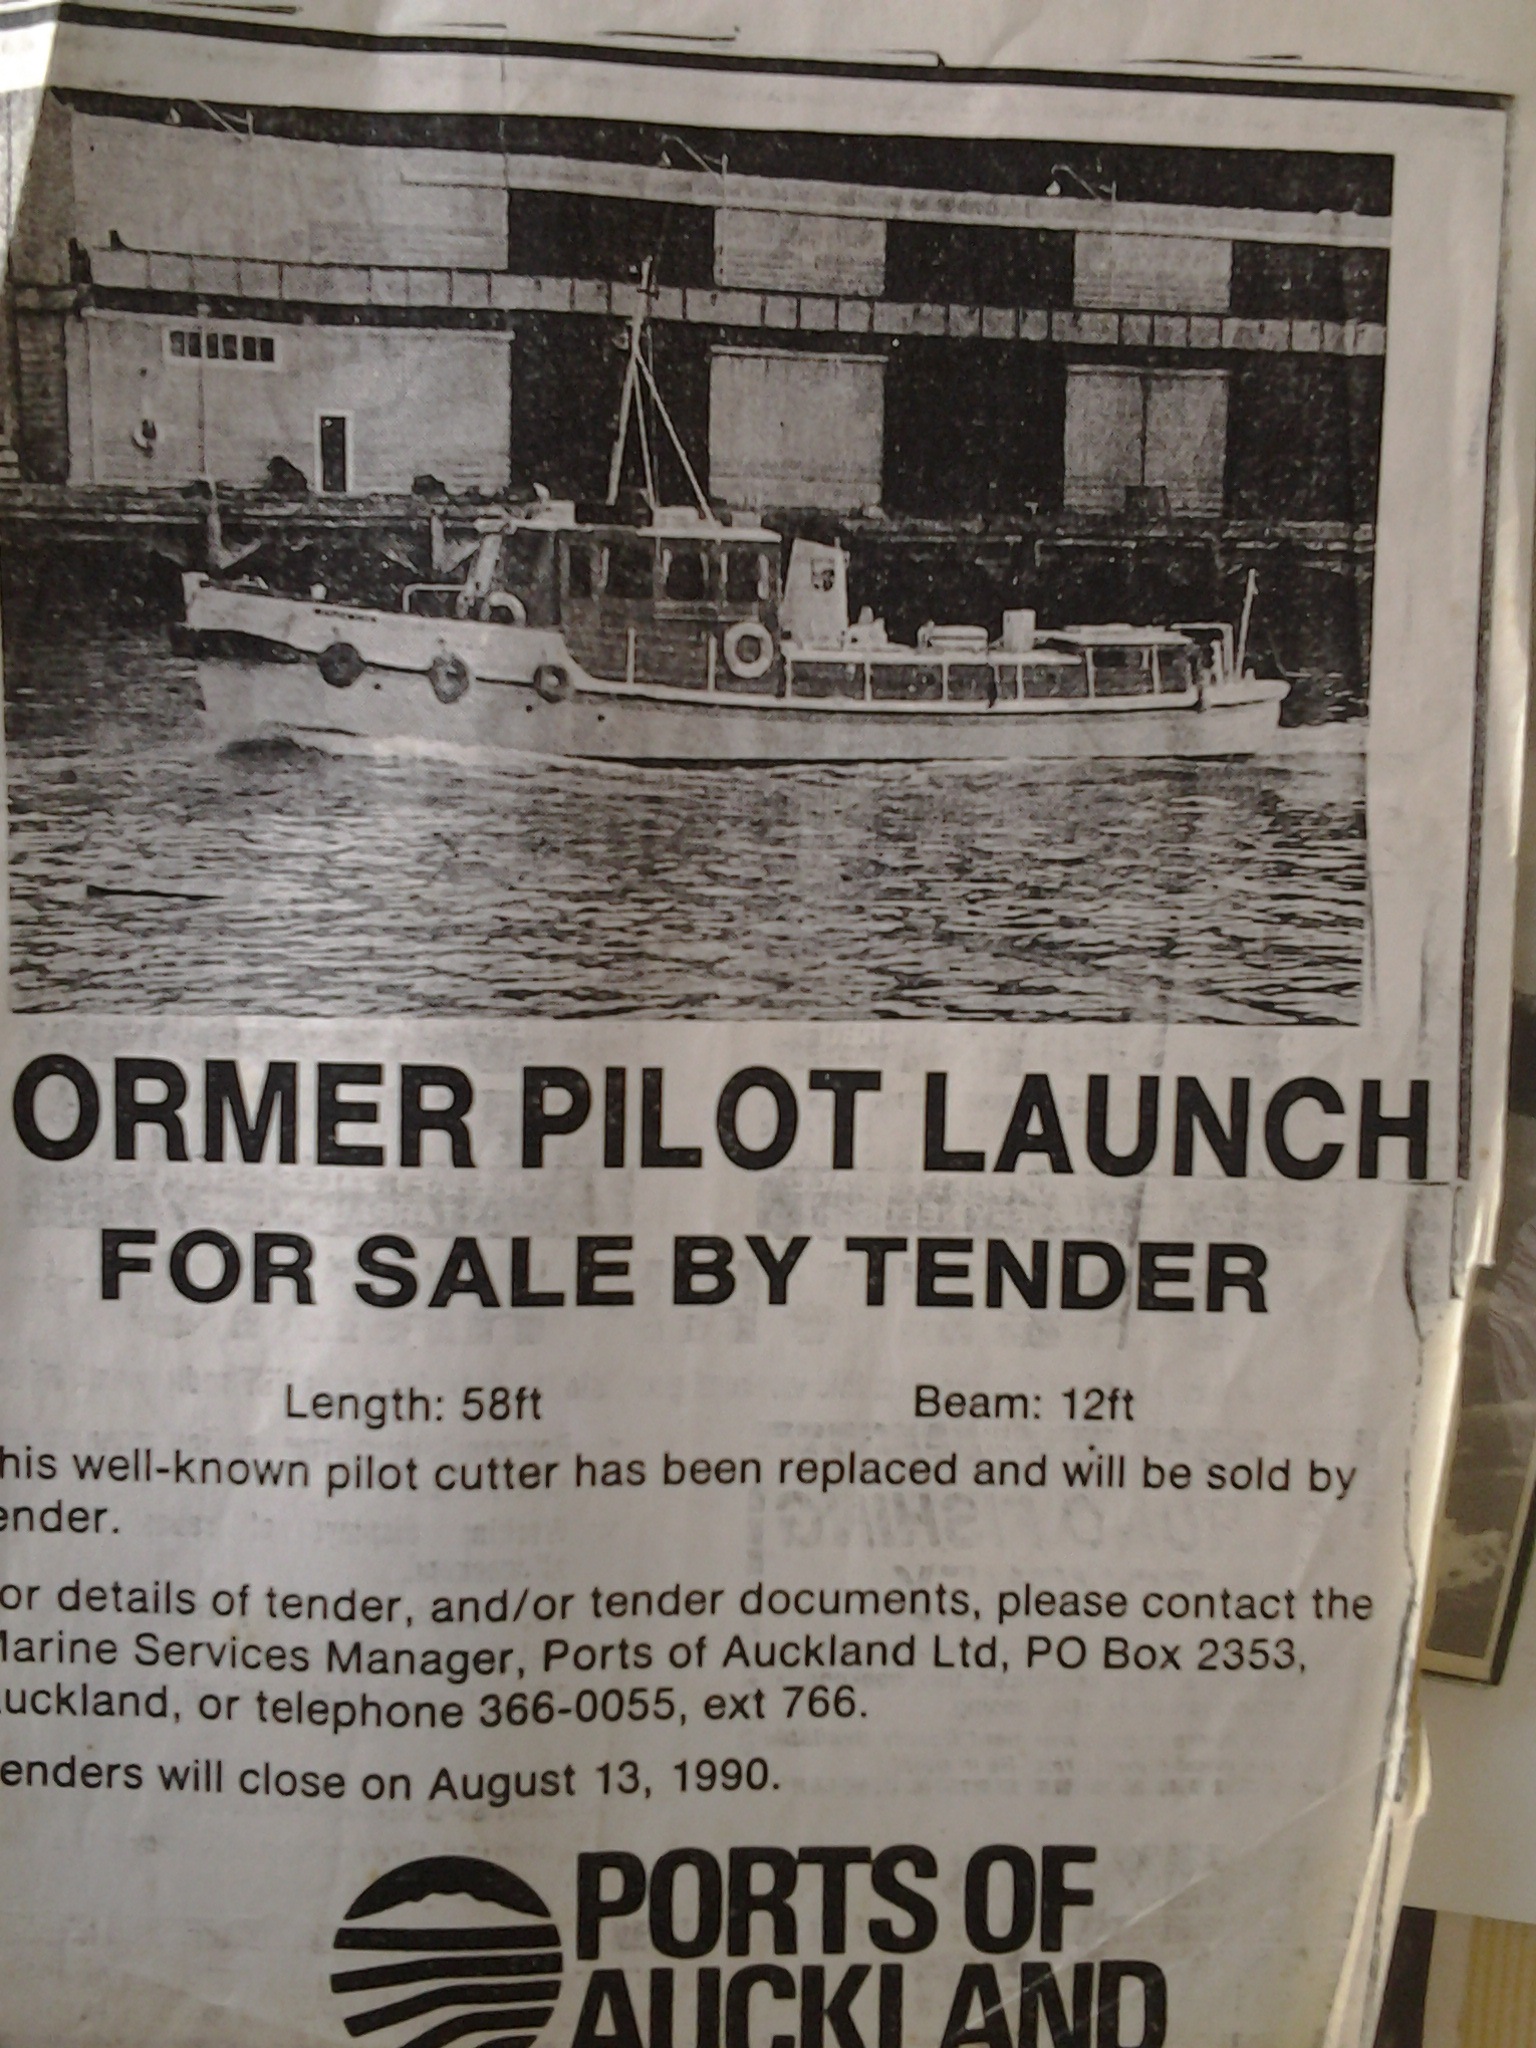 ORMER PILOT LAUNCH
FOR SALE BY TENDER
Length: 58ft Beam: 12ft
his well-known pilot cutter has been replaced and will be sold by
ender.
or details of tender, and/or tender documents, please contact the
arine Services Manager, Ports of Auckland Ltd, PO Box 2353,
uckland, or telephone 366-0055, ext 766.
enders will close on August 13, 1990.
PORTS OF
AUCKLAND